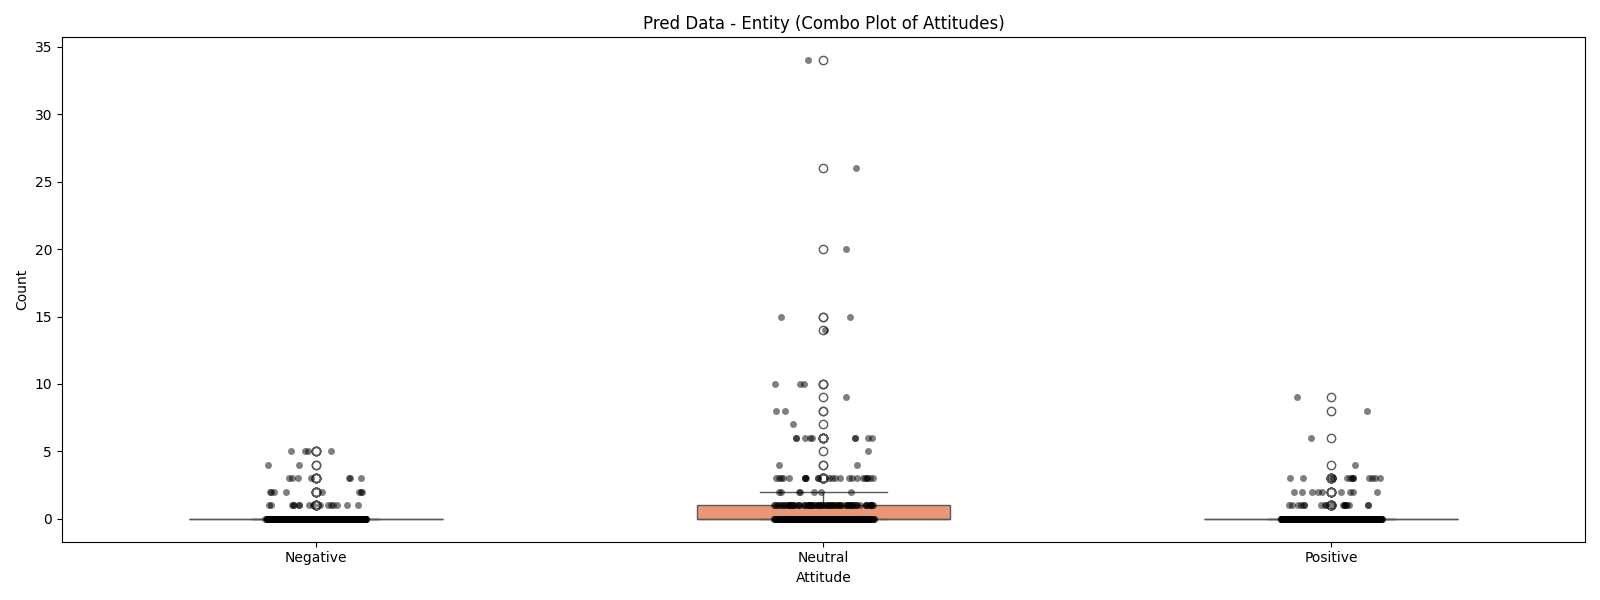 Pred Data - Entity (Combo Plot of Attitudes)
35
30
25
20
15
10
5
0
Count
Negative
Neutral
Positive
Attitude